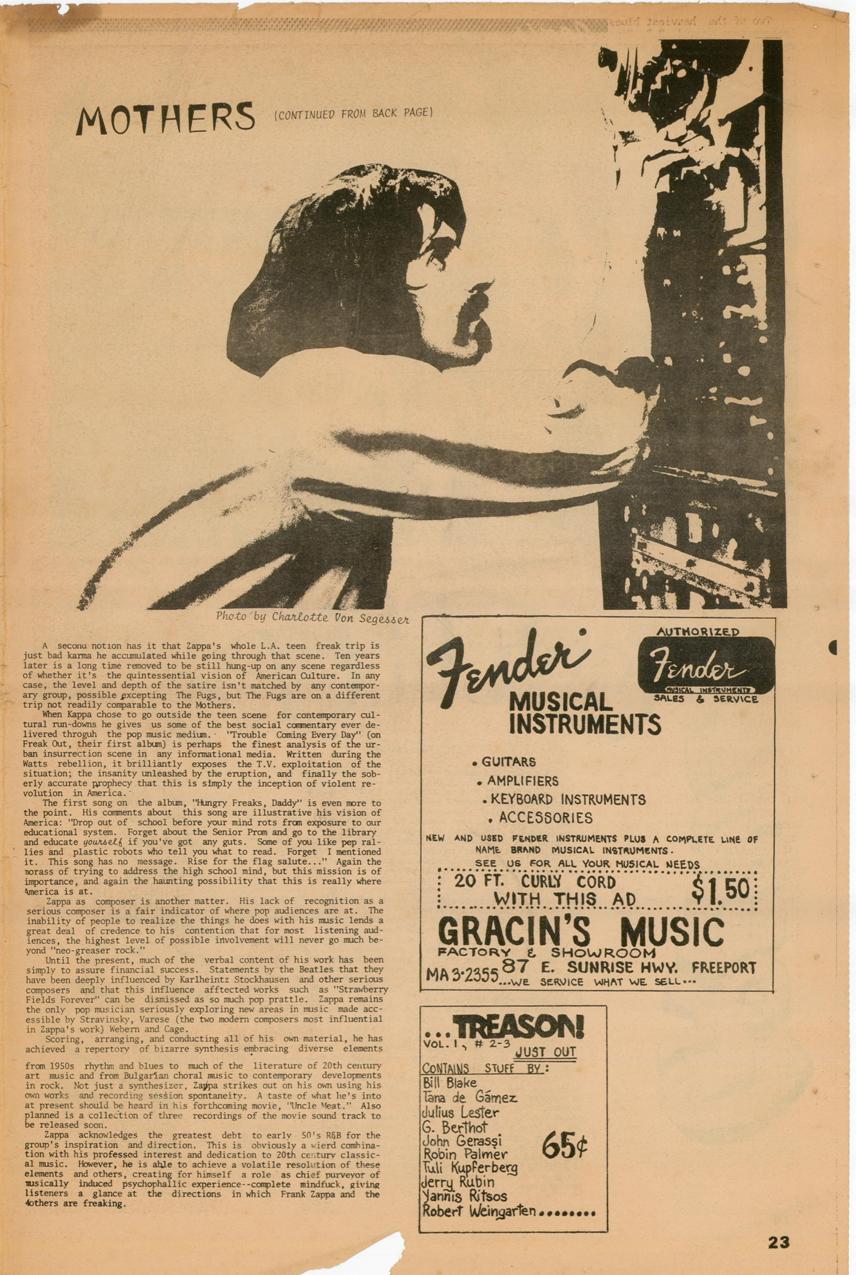 MOTHERS (CONTINUED FROM BACK PAGE)
Photo by Charlotte Von Segesser
A second notion has it that Zappa's whole L.A. teen freak trip is
just bad karma he accumulated while going through that scene. Ten years
later is a long time removed to be still hung-up on any scene regardless
of whether it's the quintessential vision of American Culture. In any
case, the level and depth of the satire isn't matched by any contempor-
ary group, possible excepting The Fugs, but The Fugs are on a different
trip not readily comparable to the Mothers.
When Kappa chose to go outside the teen scene for contemporary cul-
tural run-downs he gives us some of the best social commentary ever de-
livered throguh the pop music medium. "Trouble Coming Every Day" (on
Freak Out, their first album) is perhaps the finest analysis of the ur-
ban insurrection scene in any informational media. Written during the
Watts rebellion, it brilliantly exposes the T.V. exploitation of the
situation; the insanity unleashed by the eruption, and finally the sob-
erly accurate prophecy that this is simply the inception of violent re-
volution in America.
The first song on the album, "Hungry Freaks, Daddy" is even more to
the point. His comments about this song are illustrative his vision of
America: "Drop out of school before your mind rots from exposure to our
educational system. Forget about the Senior Prom and go to the library
and educate yourself if you've got any guts. Some of you like pep ral-
lies and plastic robots who tell you what to read. Forget I mentioned
it. This song has no message. Rise for the flag salute..." Again the
morass of trying to address the high school mind, but this mission is of
importance, and again the haunting possibility that this is really where
America is at.
Zappa as composer is another matter. His lack of recognition as a
serious composer is a fair indicator of where pop audiences are at. The
inability of people to realize the things he does with his music lends a
great deal of credence to his contention that for most listening aud-
iences, the highest level of possible involvement will never go much be-
yond "neo-greaser rock."
Until the present, much of the verbal content of his work has been
simply to assure financial success. Statements by the Beatles that they
have been deeply influenced by Karlheintz Stockhausen and other serious
composers and that this influence afftected works such as "Strawberry
Fields Forever" can be dismissed as so much pop prattle. Zappa remains
the only pop musician seriously exploring new areas in music made acc-
essible by Stravinsky, Varese (the two modern composers most influential
in Zappa's work) Webern and Cage.
Scoring, arranging, and conducting all of his own material, he has
achieved a repertory of bizarre synthesis embracing diverse elements
from 1950s rhythm and blues to much of the literature of 20th century
art music and from Bulgarian choral music to contemporary developments
in rock. Not just a synthesizer, Zappa strikes out on his own using his
own works and recording session spontaneity. A taste of what he's into
at present should be heard in his forthcoming movie, "Uncle Meat." Also
planned is a collection of three recordings of the movie sound track to
be released soon.
Zappa acknowledges the greatest debt to early 50's R&B for the
group's inspiration and direction. This is obviously a wierd combina-
tion with his professed interest and dedication to 20th century classic-
al music. However, he is able to achieve a volatile resolution of these
elements and others, creating for himself a role as chief purveyor of
musically induced psychophallic experience--complete mindfuck, giving
listeners a glance at the directions in which Frank Zappa and the
Mothers are freaking.
Fender
MUSICAL
INSTRUMENTS
AUTHORIZED
Fender
MUSICAL INSTRUMENTS
SALES & SERVICE
• GUITARS
• AMPLIFIERS
• KEYBOARD INSTRUMENTS
• ACCESSORIES
NEW AND USED FENDER INSTRUMENTS PLUS A COMPLETE LINE OF
NAME BRAND MUSICAL INSTRUMENTS.
SEE US FOR ALL YOUR MUSICAL NEEDS
20 FT. CURLY CORD
WITH THIS AD $1.50
GRACIN'S MUSIC
FACTORY & SHOWROOM
MA 3-2355 87 E. SUNRISE HWY. FREEPORT
...WE SERVICE WHAT WE SELL...
...TREASON!
VOL. 1, # 2-3
JUST OUT
CONTAINS STUFF BY:
Bill Blake
Tana de Gámez
Julius Lester
G. Berthot
John Gerassi
Robin Palmer
Tuli Kupferberg
Jerry Rubin
Yannis Ritsos
Robert Weingarten........
65¢
23